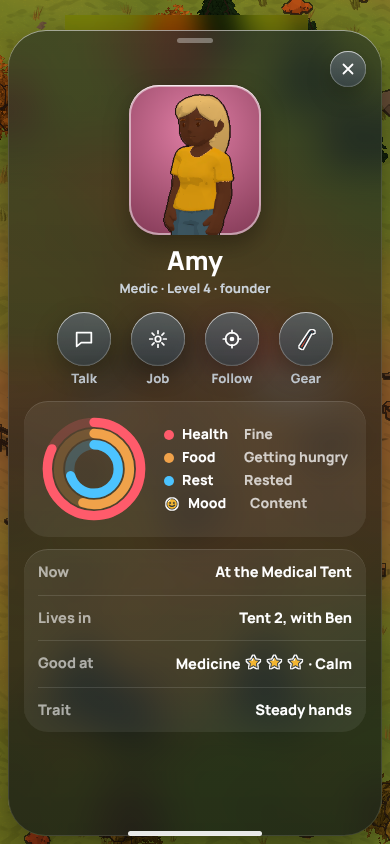 Amy
Medic · Level 4 · founder
Talk Job Follow Gear
Health Fine
Food Getting hungry
Rest Rested
Mood Content
Now At the Medical Tent
Lives in Tent 2, with Ben
Good at Medicine ⭐⭐⭐ · Calm
Trait Steady hands